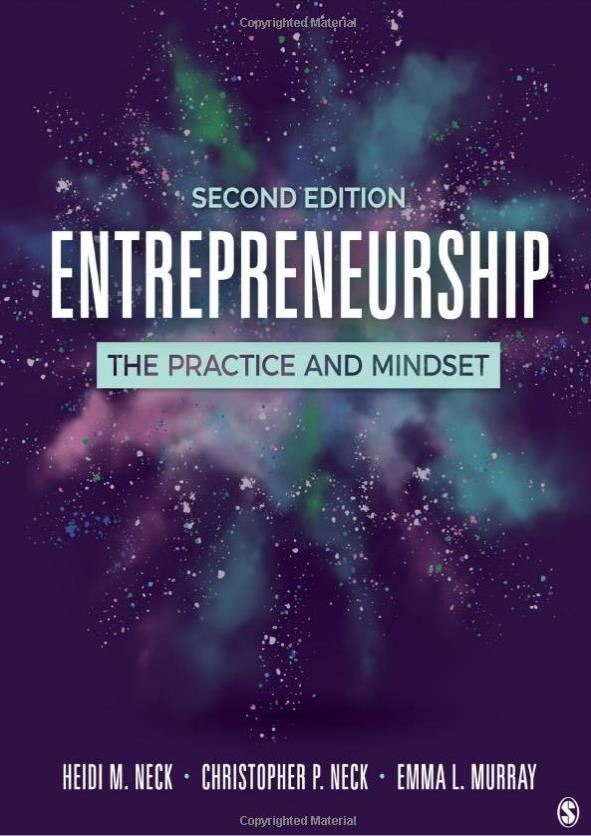 Copyrighted Material
SECOND EDITION
ENTREPRENEURSHIP
THE PRACTICE AND MINDSET
HEIDI M. NECK • CHRISTOPHER P. NECK • EMMA L. MURRAY
S
Copyrighted Material